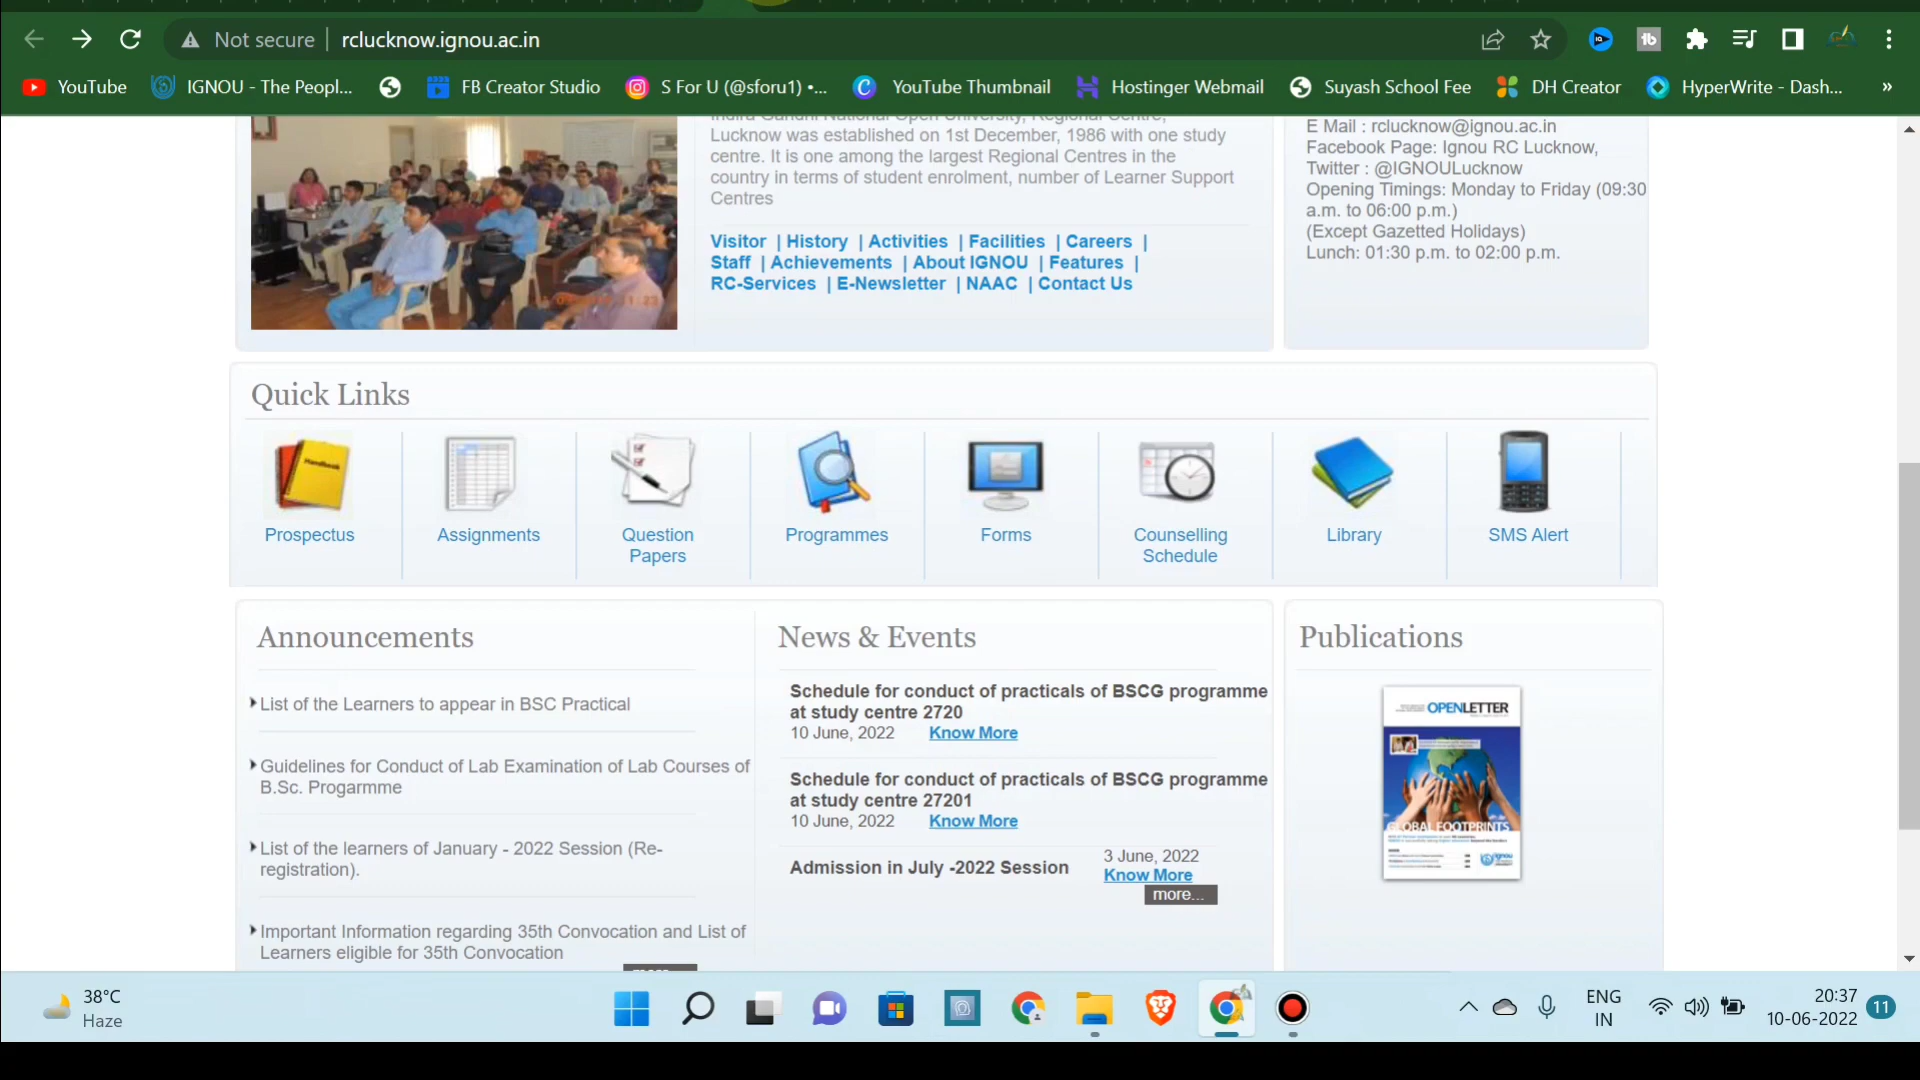 Not secure
rclucknow.ignou.ac.in
YouTube
IGNOU - The Peopl...
FB Creator Studio
S For U (@sforu1) •...
YouTube Thumbnail
Hostinger Webmail
Suyash School Fee
DH Creator
HyperWrite - Dash...
»
Indira Gandhi National Open University, Regional Centre,
Lucknow was established on 1st December, 1986 with one study
centre. It is one among the largest Regional Centres in the
country in terms of student enrolment, number of Learner Support
Centres
Visitor | History | Activities | Facilities | Careers |
Staff | Achievements | About IGNOU | Features |
RC-Services | E-Newsletter | NAAC | Contact Us
E Mail : rclucknow@ignou.ac.in
Facebook Page: Ignou RC Lucknow,
Twitter : @IGNOULucknow
Opening Timings: Monday to Friday (09:30
a.m. to 06:00 p.m.)
(Except Gazetted Holidays)
Lunch: 01:30 p.m. to 02:00 p.m.
Quick Links
Handbook
Prospectus
Assignments
Question
Papers
Programmes
Forms
Counselling
Schedule
Library
SMS Alert
Announcements
List of the Learners to appear in BSC Practical
Guidelines for Conduct of Lab Examination of Lab Courses of
B.Sc. Progarmme
List of the learners of January - 2022 Session (Re-
registration).
Important Information regarding 35th Convocation and List of
Learners eligible for 35th Convocation
News & Events
Schedule for conduct of practicals of BSCG programme
at study centre 2720
10 June, 2022 Know More
Schedule for conduct of practicals of BSCG programme
at study centre 27201
10 June, 2022 Know More
Admission in July -2022 Session
3 June, 2022
Know More
more...
Publications
OPENLETTER
GLOBAL FOOTPRINTS
ignou
38°C
Haze
ENG
IN
20:37
10-06-2022
11